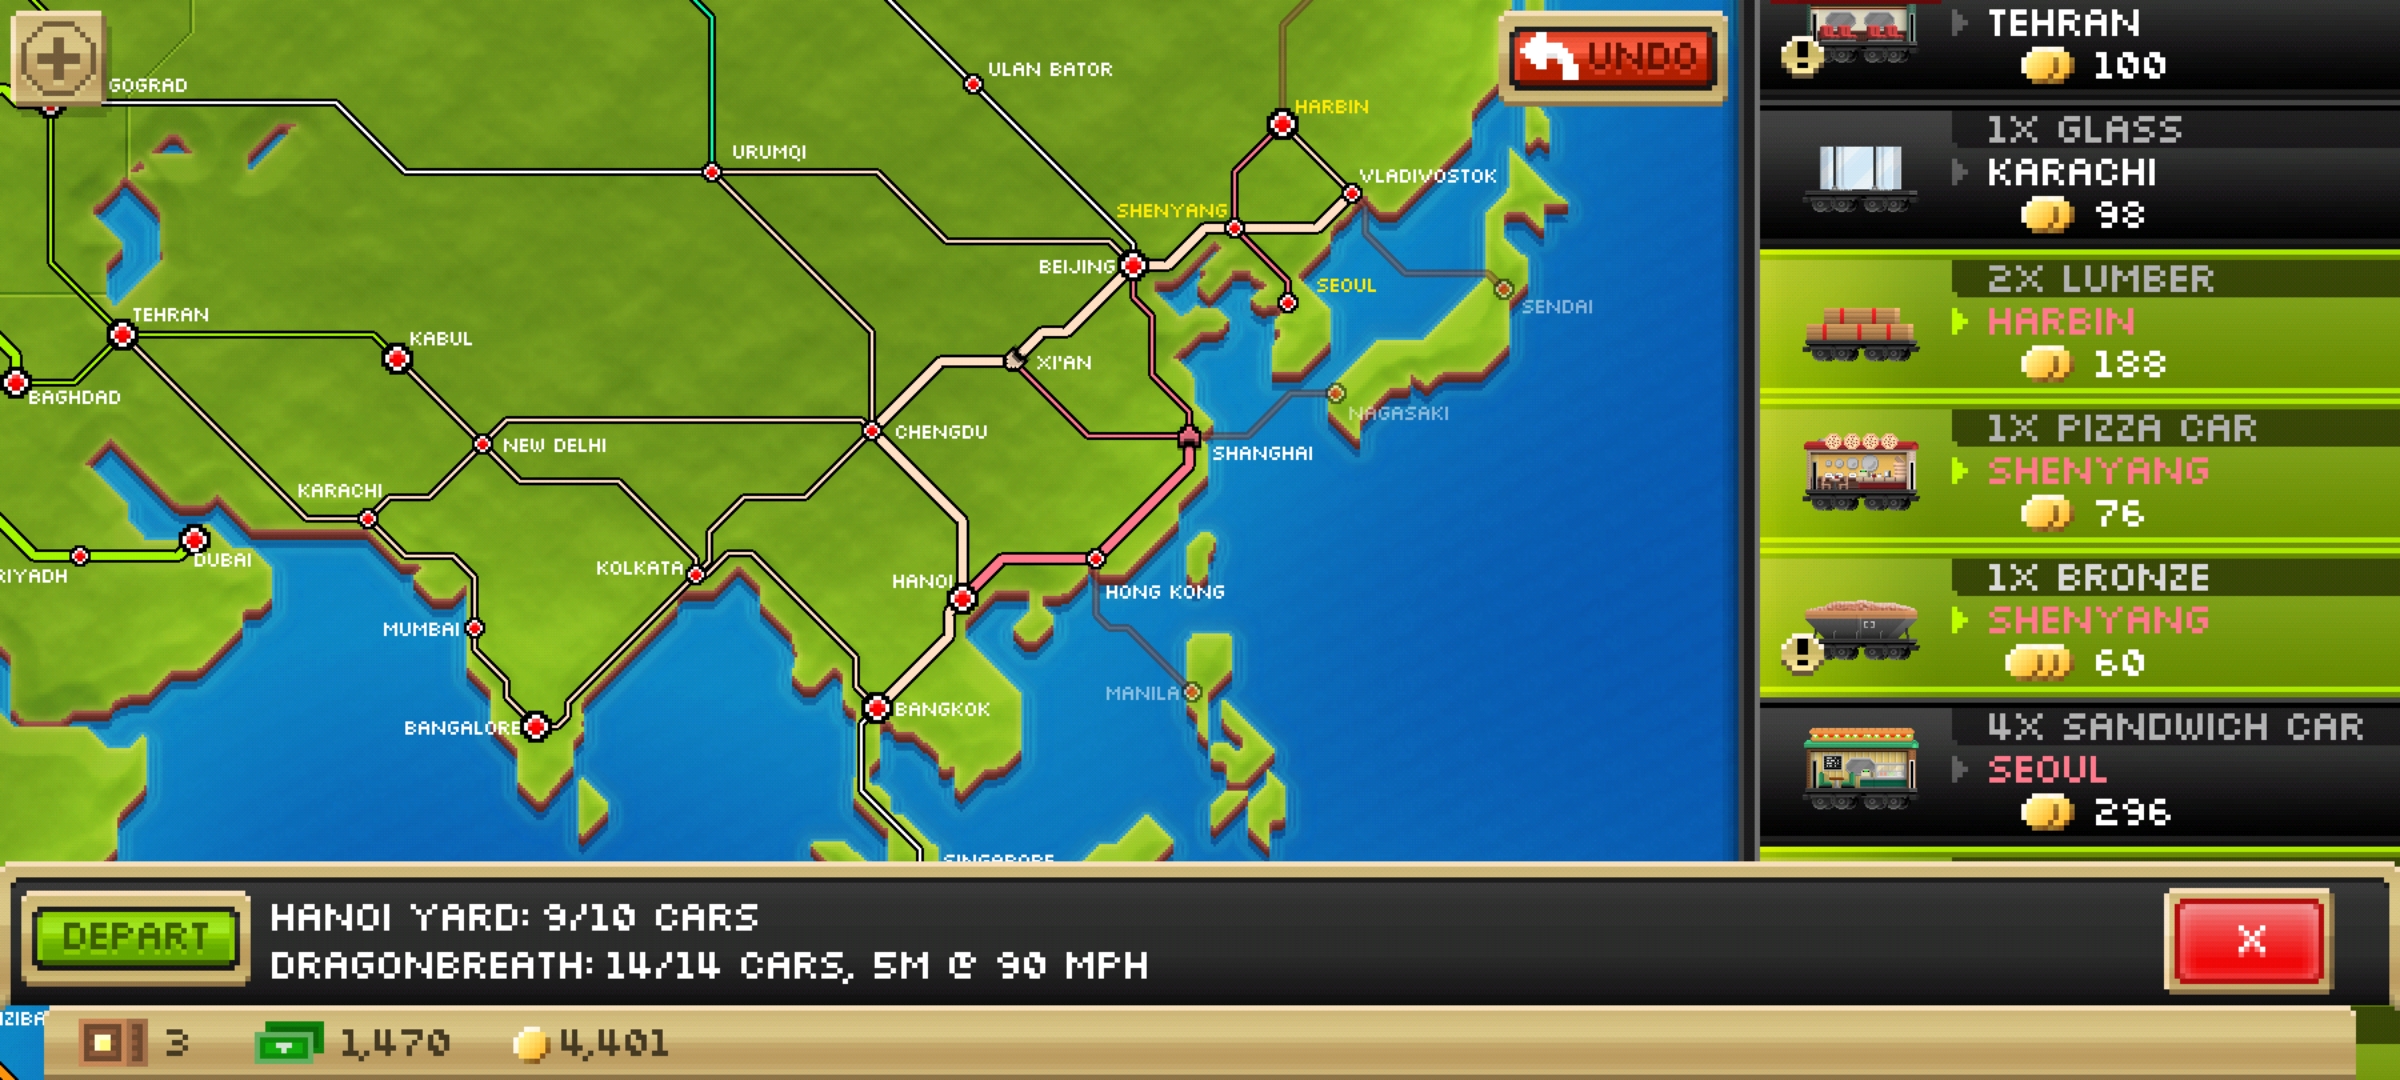 GOGRAD
ULAN BATOR
UNDO
HARBIN
URUMQI
VLADIVOSTOK
SHENYANG
BEIJING
SEOUL
SENDAI
TEHRAN
KABUL
XI'AN
BAGHDAD
NAGASAKI
NEW DELHI
CHENGDU
SHANGHAI
KARACHI
DUBAI
RIYADH
KOLKATA
HANOI
HONG KONG
MUMBAI
MANILA
BANGALORE
BANGKOK
SINGAPORE
TEHRAN
100
1X GLASS
KARACHI
98
2X LUMBER
HARBIN
188
1X PIZZA CAR
SHENYANG
76
1X BRONZE
SHENYANG
60
4X SANDWICH CAR
SEOUL
296
DEPART
HANOI YARD: 9/10 CARS
DRAGONBREATH: 14/14 CARS, 5M @ 90 MPH
X
IZIBA
3
1,470
4,401